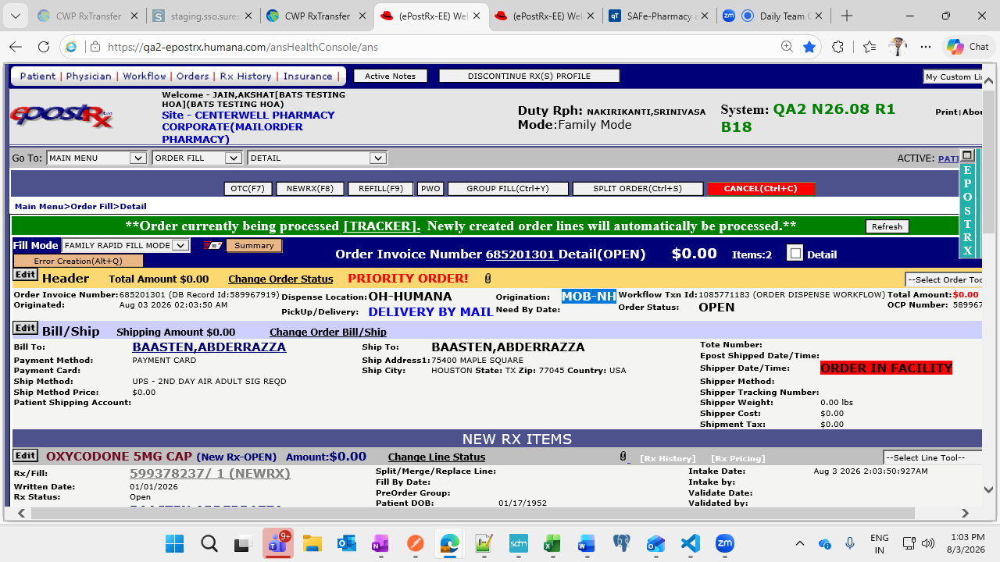 CWP RxTransfer
staging.sso.sures
CWP RxTransfer
(ePostRx-EE) Wel
(ePostRx-EE) Wel
qT SAFe-Pharmacy a
zm Daily Team C
https://qa2-epostrx.humana.com/ansHealthConsole/ans
Chat
Patient | Physician | Workflow | Orders | Rx History | Insurance |
Active Notes
DISCONTINUE RX(S) PROFILE
My Custom Lin
epostRx
Welcome - JAIN,AKSHAT[BATS TESTING
HOA](BATS TESTING HOA)
Site - CENTERWELL PHARMACY
CORPORATE(MAILORDER
PHARMACY)
Duty Rph: NAKIRIKANTI,SRINIVASA
Mode:Family Mode
System: QA2 N26.08 R1
B18
Print|Abou
Go To: MAIN MENU ORDER FILL DETAIL
ACTIVE: PATI
OTC(F7) NEWRX(F8) REFILL(F9) PWO GROUP FILL(Ctrl+Y) SPLIT ORDER(Ctrl+S) CANCEL(Ctrl+C)
E
P
O
S
T
R
X
Main Menu>Order Fill>Detail
**Order currently being processed [TRACKER]. Newly created order lines will automatically be processed.** Refresh
Fill Mode FAMILY RAPID FILL MODE Summary
Error Creation(Alt+Q)
Order Invoice Number 685201301 Detail(OPEN) $0.00 Items:2 Detail
Edit Header Total Amount $0.00 Change Order Status PRIORITY ORDER! --Select Order Too
Order Invoice Number:685201301 (DB Record Id:589967919)
Originated: Aug 03 2026 02:03:50 AM
Dispense Location:OH-HUMANA
PickUp/Delivery: DELIVERY BY MAIL
Origination: MOB-NH
Need By Date:
Workflow Txn Id:1085771183 (ORDER DISPENSE WORKFLOW)
Order Status: OPEN
Total Amount:$0.00
OCP Number: 589967
Edit Bill/Ship Shipping Amount $0.00 Change Order Bill/Ship
Bill To: BAASTEN,ABDERRAZZA
Payment Method: PAYMENT CARD
Payment Card:
Ship Method: UPS - 2ND DAY AIR ADULT SIG REQD
Ship Method Price: $0.00
Patient Shipping Account:
Ship To: BAASTEN,ABDERRAZZA
Ship Address1:75400 MAPLE SQUARE
Ship City: HOUSTON State: TX Zip: 77045 Country: USA
Tote Number:
Epost Shipped Date/Time:
Shipper Date/Time: ORDER IN FACILITY
Shipper Method:
Shipper Tracking Number:
Shipper Weight: 0.00 lbs
Shipper Cost: $0.00
Shipment Tax: $0.00
NEW RX ITEMS
Edit OXYCODONE 5MG CAP (New Rx-OPEN) Amount:$0.00 Change Line Status [Rx History] [Rx Pricing] --Select Line Tool--
Rx/Fill: 599378237/ 1 (NEWRX)
Written Date: 01/01/2026
Rx Status: Open
BAASTEN,ABDERRAZZA
Split/Merge/Replace Line:
Fill By Date:
PreOrder Group:
Patient DOB: 01/17/1952
Intake Date: Aug 3 2026 2:03:50:927AM
Intake by:
Validate Date:
Validated by:
9+
sdm
zm
ENG
IN
1:03 PM
8/3/2026